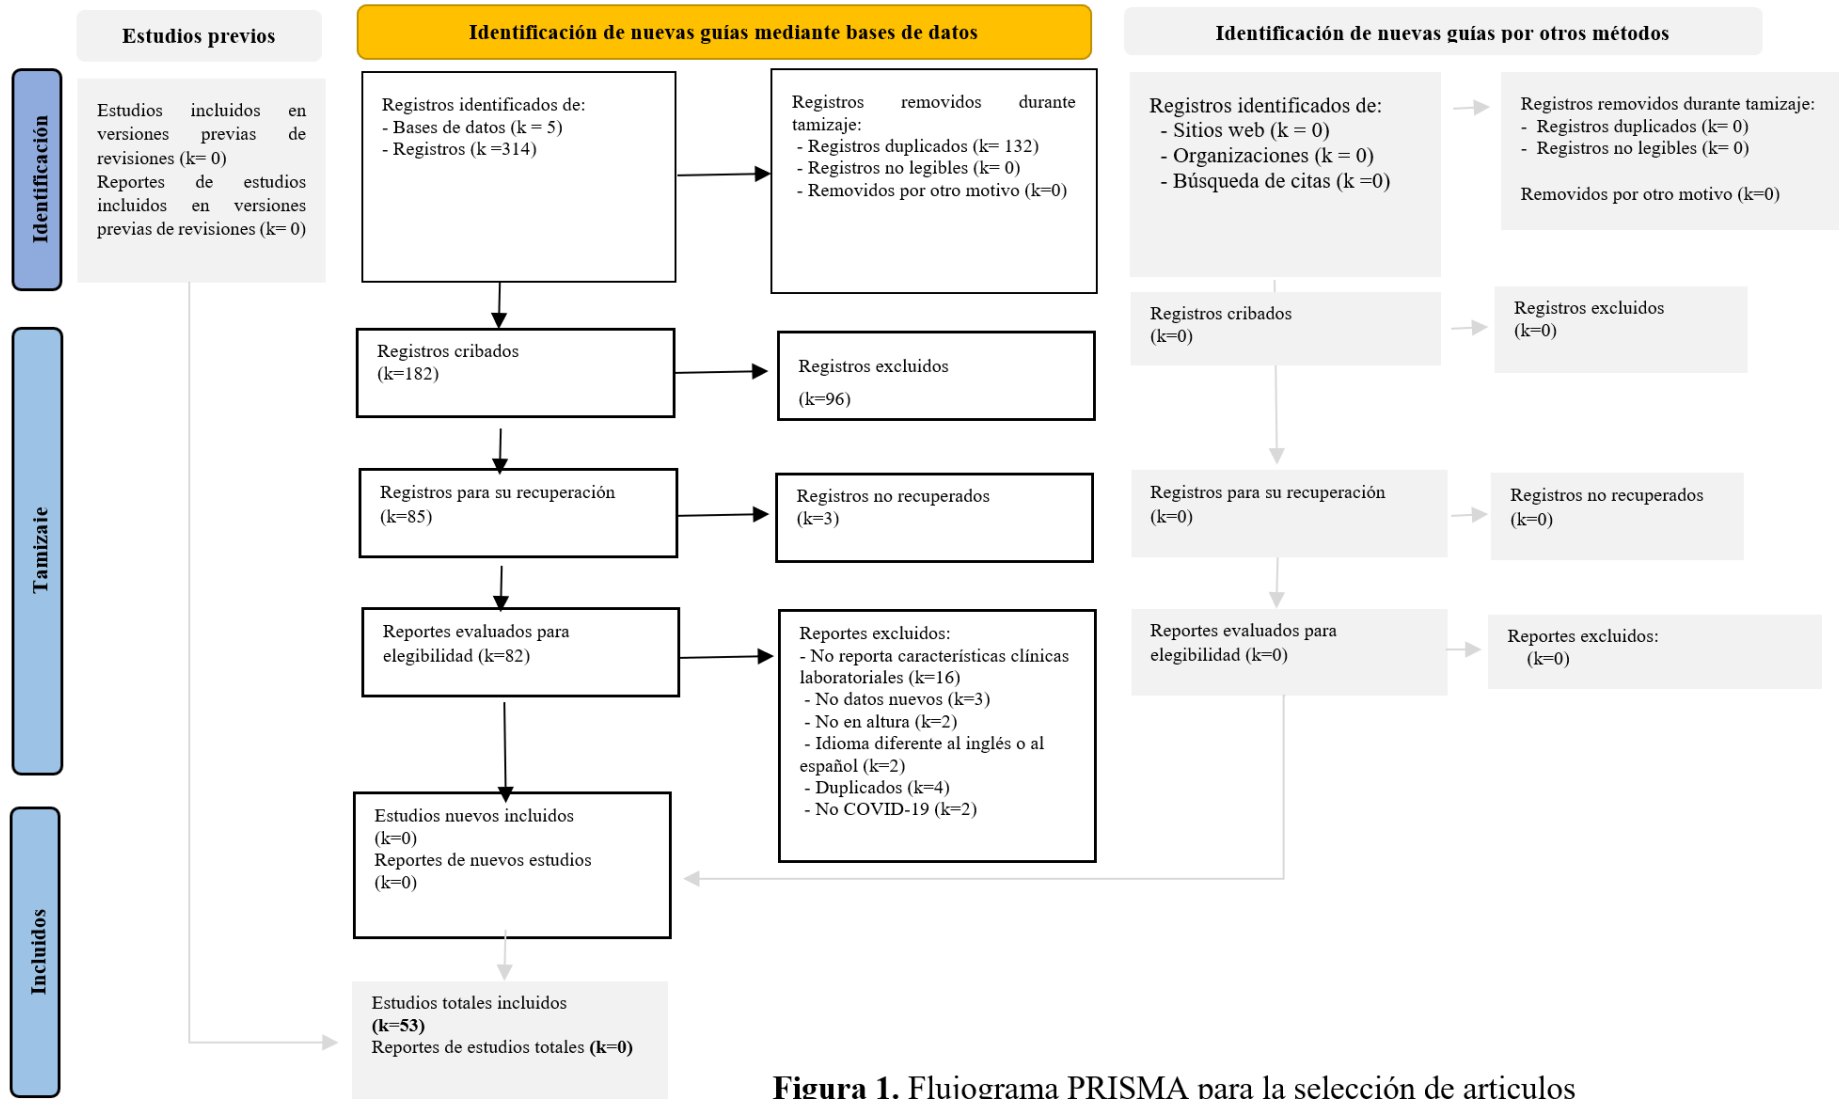 Estudios previos
Identificación de nuevas guías mediante bases de datos
Identificación de nuevas guías por otros métodos
Identificación
Estudios incluidos en
versiones previas de
revisiones (k= 0)
Reportes de estudios
incluidos en versiones
previas de revisiones (k= 0)
Registros identificados de:
- Bases de datos (k = 5)
- Registros (k =314)
Registros removidos durante
tamizaje:
- Registros duplicados (k= 132)
- Registros no legibles (k= 0)
- Removidos por otro motivo (k=0)
Registros identificados de:
- Sitios web (k = 0)
- Organizaciones (k = 0)
- Búsqueda de citas (k =0)
Registros removidos durante tamizaje:
- Registros duplicados (k= 0)
- Registros no legibles (k= 0)
Removidos por otro motivo (k=0)
Tamizaje
Registros cribados
(k=182)
Registros excluidos
(k=96)
Registros cribados
(k=0)
Registros excluidos
(k=0)
Registros para su recuperación
(k=85)
Registros no recuperados
(k=3)
Registros para su recuperación
(k=0)
Registros no recuperados
(k=0)
Reportes evaluados para
elegibilidad (k=82)
Reportes excluidos:
- No reporta características clínicas
laboratoriales (k=16)
- No datos nuevos (k=3)
- No en altura (k=2)
- Idioma diferente al inglés o al
español (k=2)
- Duplicados (k=4)
- No COVID-19 (k=2)
Reportes evaluados para
elegibilidad (k=0)
Reportes excluidos:
(k=0)
Incluidos
Estudios nuevos incluidos
(k=0)
Reportes de nuevos estudios
(k=0)
Estudios totales incluidos
(k=53)
Reportes de estudios totales (k=0)
Figura 1. Flujograma PRISMA para la selección de articulos